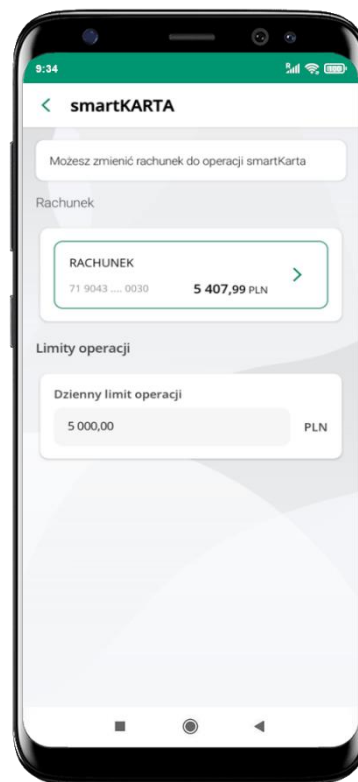 9:34
smartKARTA
Możesz zmienić rachunek do operacji smartKarta
Rachunek
RACHUNEK
71 9043 .... 0030 5 407,99 PLN
Limity operacji
Dzienny limit operacji
5 000,00 PLN